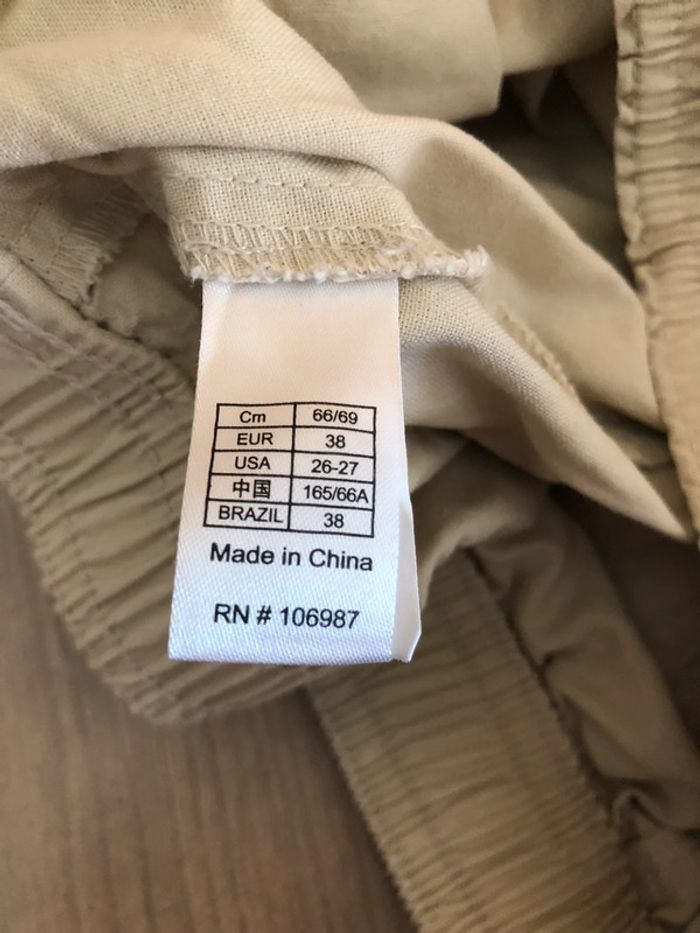 Cm 66/69
EUR 38
USA 26-27
中国 165/66A
BRAZIL 38
Made in China
RN # 106987